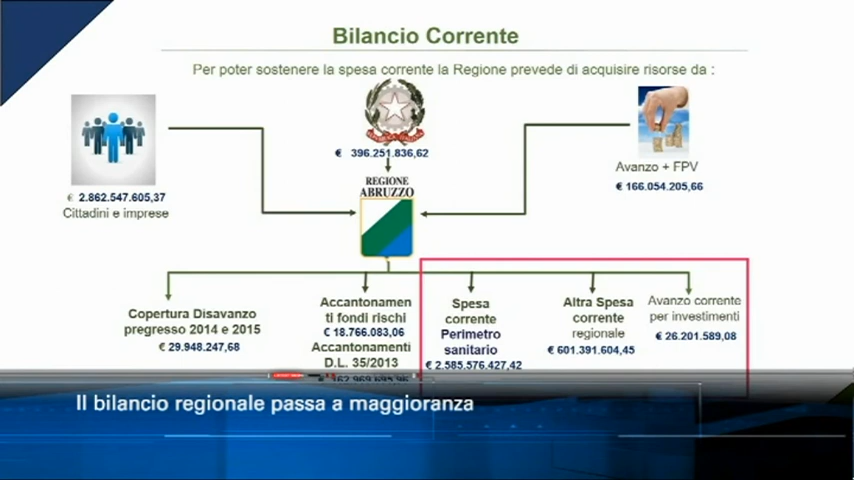 Bilancio Corrente
Per poter sostenere la spesa corrente la Regione prevede di acquisire risorse da :
€ 396.251.836,62
Avanzo + FPV
€ 166.054.205,66
€ 2.862.547.605,37
Cittadini e imprese
REGIONE
ABRUZZO
Copertura Disavanzo
pregresso 2014 e 2015
€ 29.948.247,68
Accantonamen
ti fondi rischi
€ 18.766.083,06
Accantonamenti
D.L. 35/2013
Spesa
corrente
Perimetro
sanitario
€ 2.585.576.427,42
Altra Spesa
corrente
regionale
€ 601.391.604,45
Avanzo corrente
per investimenti
€ 26.201.589,08
Il bilancio regionale passa a maggioranza